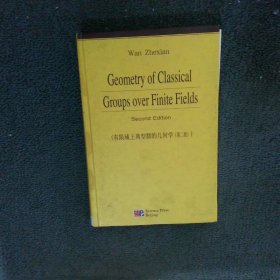 Wan Zhexian
Geometry of Classical
Groups over Finite Fields
Second Edition
(有限域上典型群的几何学(第二版))
Science Press
Beijing